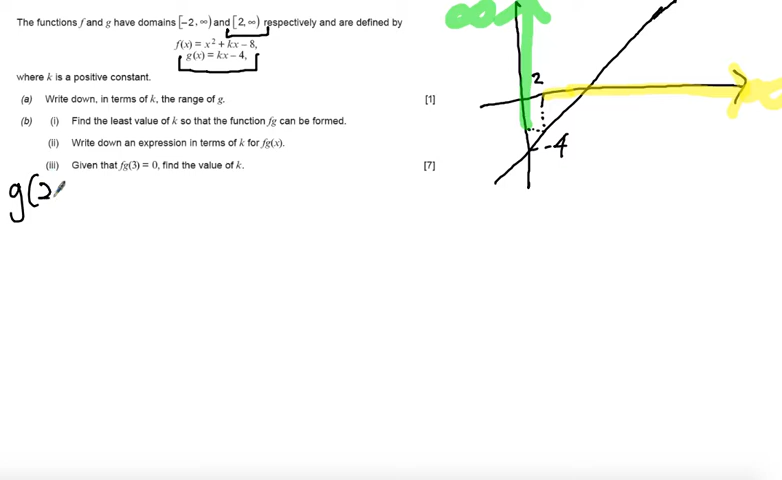 The functions f and g have domains [−2, ∞) and [2, ∞) respectively and are defined by
f(x) = x² + kx − 8,
g(x) = kx − 4,
where k is a positive constant.
(a) Write down, in terms of k, the range of g. [1]
(b) (i) Find the least value of k so that the function fg can be formed.
(ii) Write down an expression in terms of k for fg(x).
(iii) Given that fg(3) = 0, find the value of k. [7]
g(2
2
-4
∞